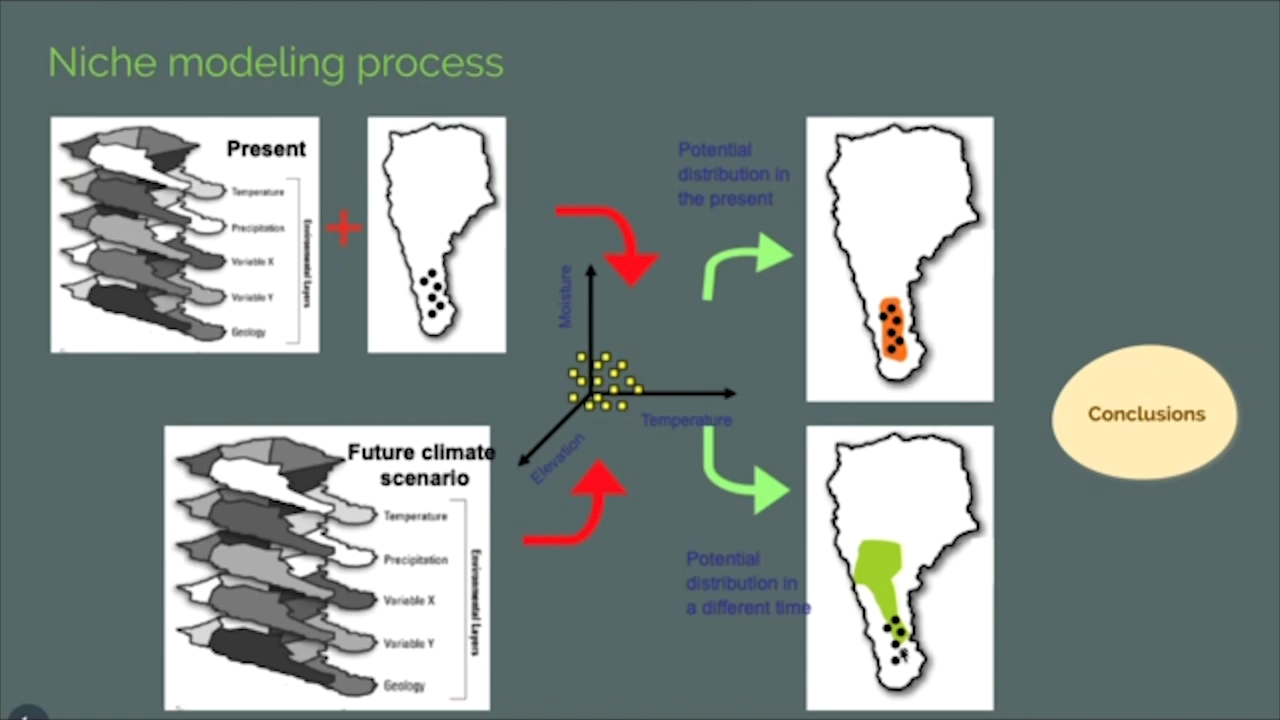 Niche modeling process
Present
Temperature
Precipitation
Variable X
Variable Y
Geology
Environmental Layers
Potential
distribution in
the present
Moisture
Temperature
Elevation
Future climate
scenario
Temperature
Precipitation
Variable X
Variable Y
Geology
Environmental Layers
Potential
distribution in
a different time
Conclusions